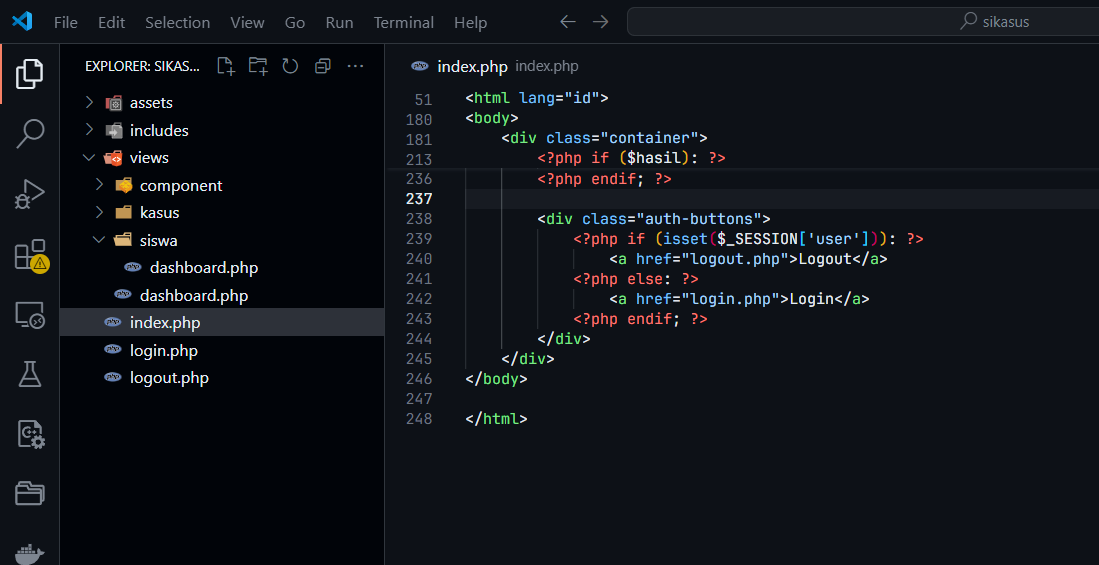 File Edit Selection View Go Run Terminal Help
sikasus
EXPLORER: SIKAS...
assets
includes
views
component
kasus
siswa
dashboard.php
dashboard.php
index.php
login.php
logout.php
index.php index.php
51 <html lang="id">
180 <body>
181 <div class="container">
213 <?php if ($hasil): ?>
236 <?php endif; ?>
237
238 <div class="auth-buttons">
239 <?php if (isset($_SESSION['user'])): ?>
240 <a href="logout.php">Logout</a>
241 <?php else: ?>
242 <a href="login.php">Login</a>
243 <?php endif; ?>
244 </div>
245 </div>
246 </body>
247
248 </html>